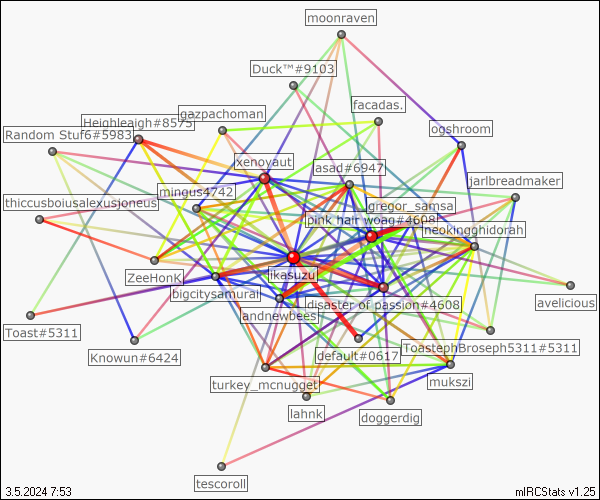 moonraven
Duck™#9103
facadas.
gazpachoman
Heighleaigh#8575
ogshroom
Random Stuf6#5983
xenoyaut
asad#6947
jarlbreadmaker
mingus4742
thiccusboiusalexusjoneus
gregor_samsa
pink hair woag#4608
neokingghidorah
ikasuzu
ZeeHonK
bigcitysamurai
disaster of passion#4608
avelicious
landnewbees
Toast#5311
Knowun#6424
default#0617
ToastephBroseph5311#5311
turkey_mcnugget
mukszi
lahnk
doggerdig
tescoroll
3.5.2024 7:53
mIRCStats v1.25